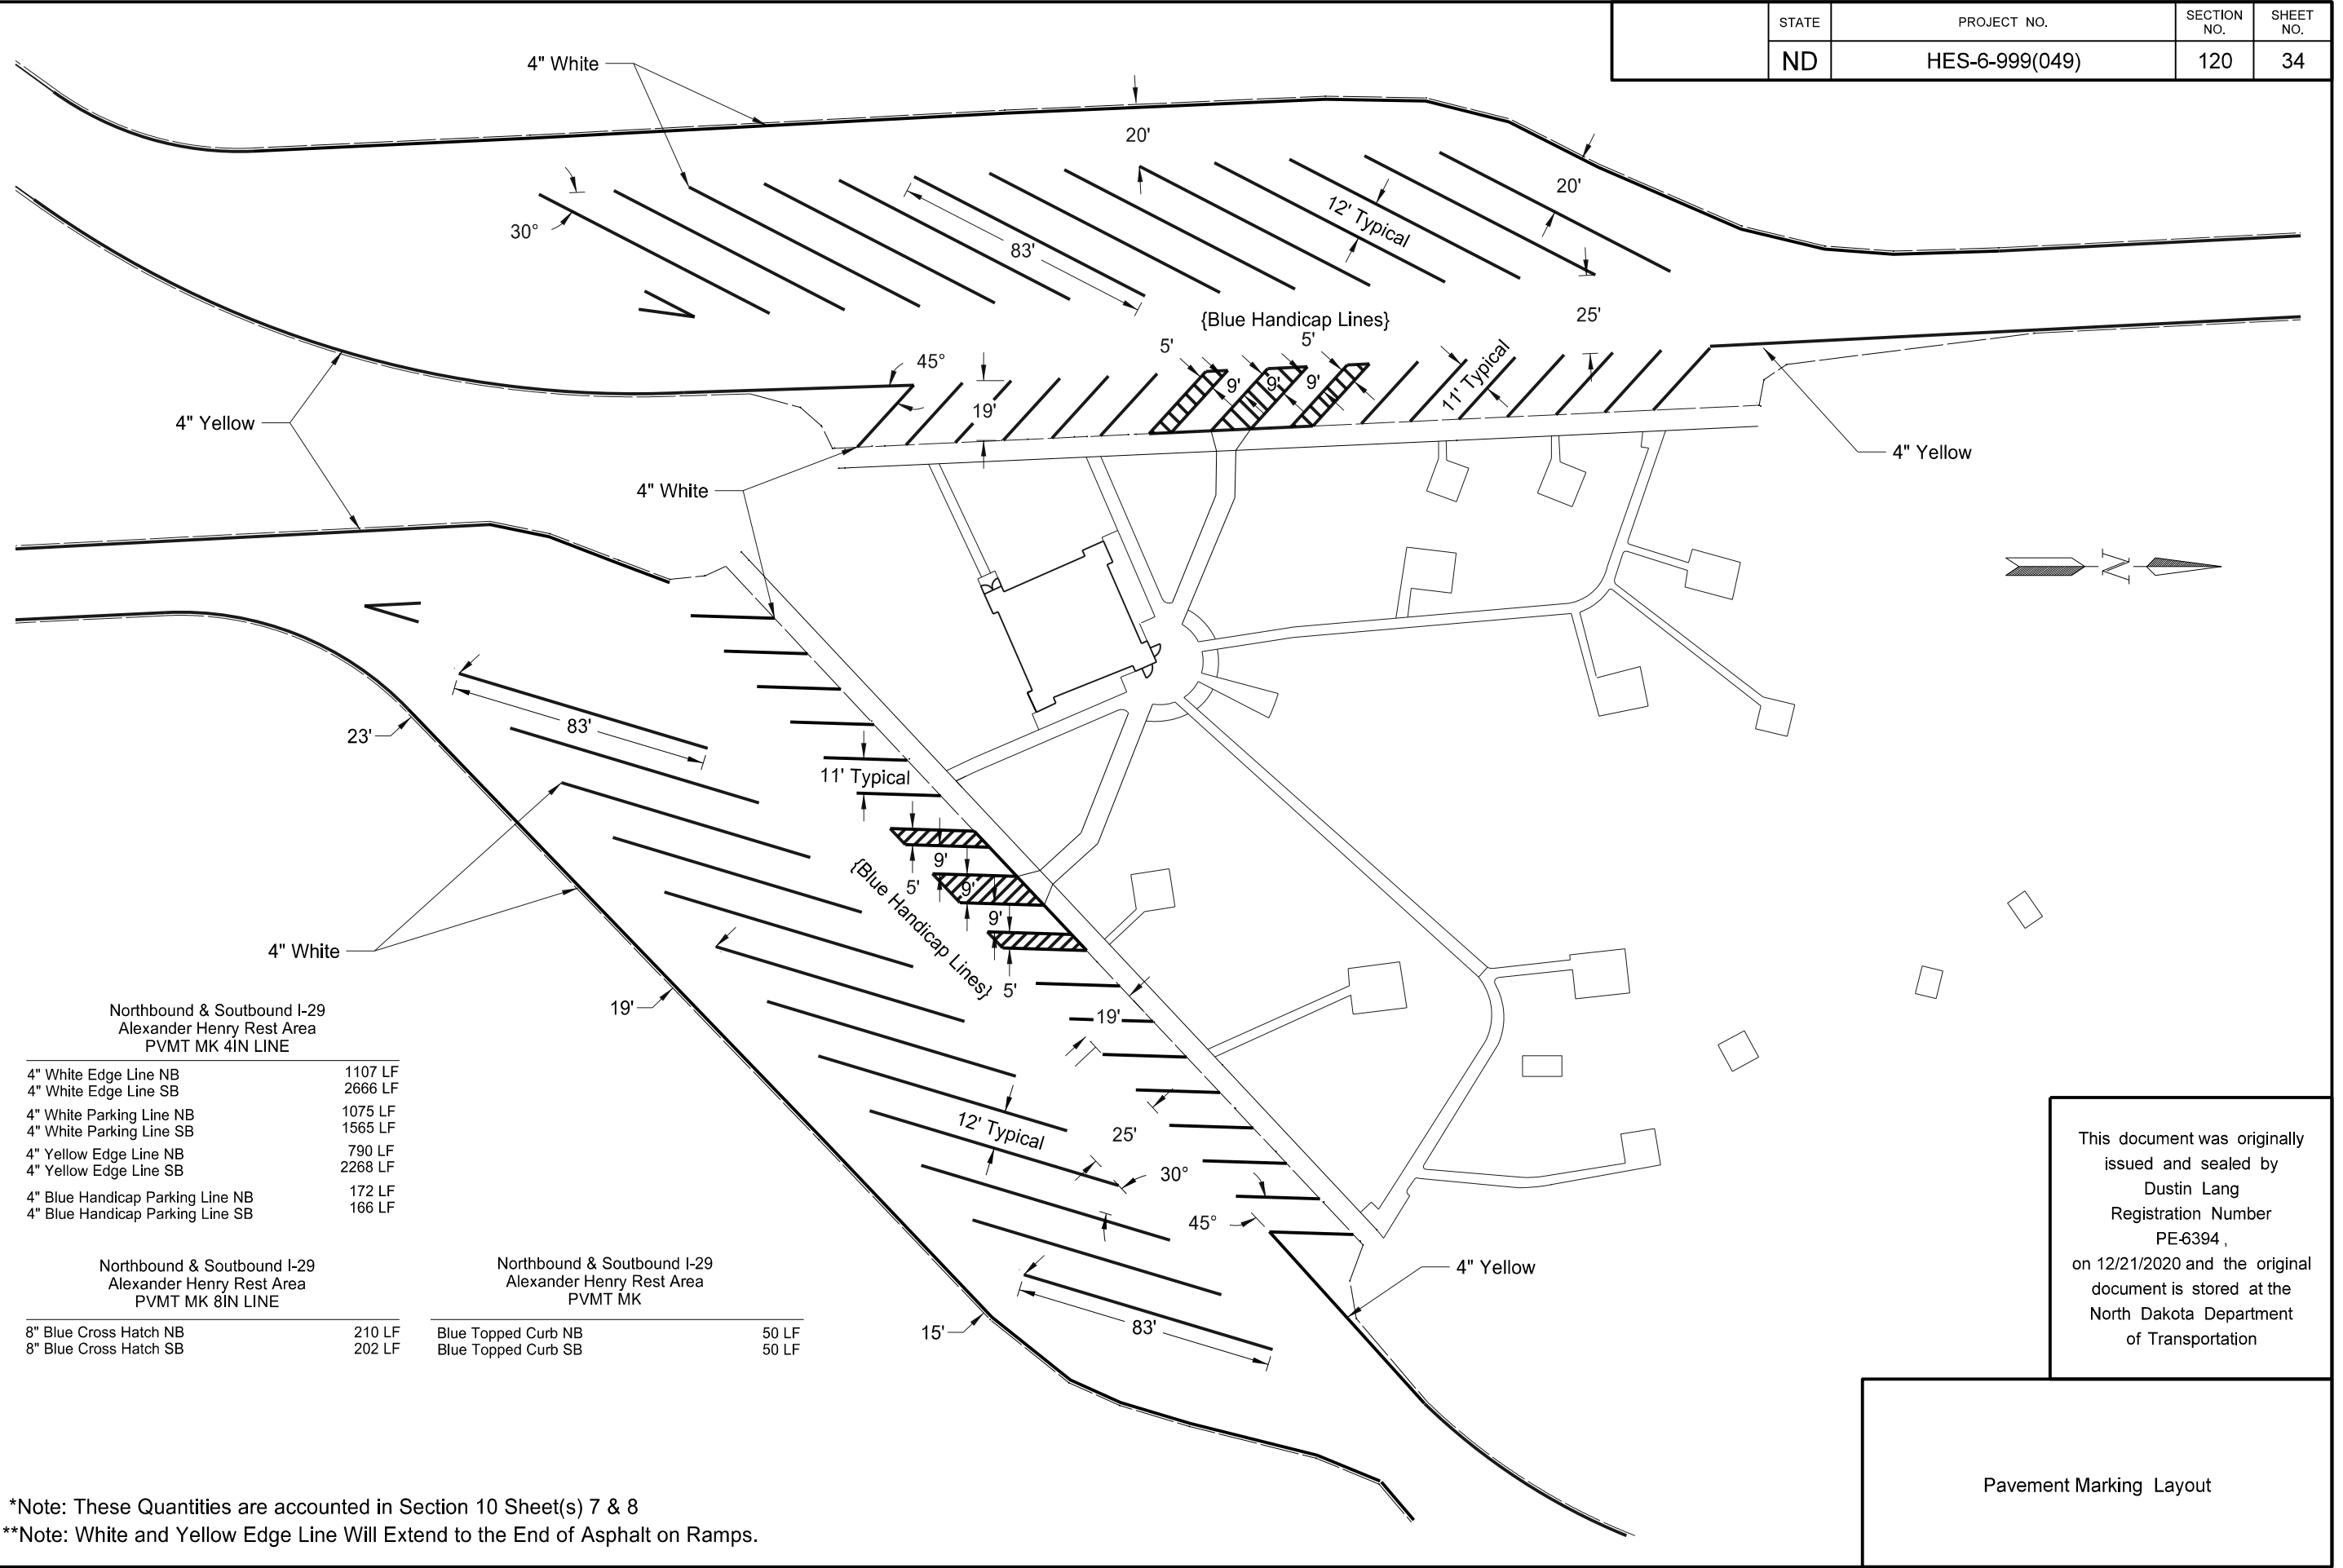 STATE
PROJECT NO.
SECTION NO.
SHEET NO.
ND
HES-6-999(049)
120
34
4" White
20'
20'
30°
12' Typical
83'
{Blue Handicap Lines}
25'
5'
5'
45°
9'
9'
9'
11' Typical
19'
4" Yellow
4" Yellow
4" White
N
83'
23'
11' Typical
9'
5'
9'
{Blue Handicap Lines}
9'
5'
4" White
19'
19'
12' Typical
25'
30°
45°
4" Yellow
83'
15'
Northbound & Soutbound I-29
Alexander Henry Rest Area
PVMT MK 4IN LINE
4" White Edge Line NB 1107 LF
4" White Edge Line SB 2666 LF
4" White Parking Line NB 1075 LF
4" White Parking Line SB 1565 LF
4" Yellow Edge Line NB 790 LF
4" Yellow Edge Line SB 2268 LF
4" Blue Handicap Parking Line NB 172 LF
4" Blue Handicap Parking Line SB 166 LF
Northbound & Soutbound I-29
Alexander Henry Rest Area
PVMT MK 8IN LINE
8" Blue Cross Hatch NB 210 LF
8" Blue Cross Hatch SB 202 LF
Northbound & Soutbound I-29
Alexander Henry Rest Area
PVMT MK
Blue Topped Curb NB 50 LF
Blue Topped Curb SB 50 LF
This document was originally
issued and sealed by
Dustin Lang
Registration Number
PE-6394 ,
on 12/21/2020 and the original
document is stored at the
North Dakota Department
of Transportation
Pavement Marking Layout
*Note: These Quantities are accounted in Section 10 Sheet(s) 7 & 8
**Note: White and Yellow Edge Line Will Extend to the End of Asphalt on Ramps.